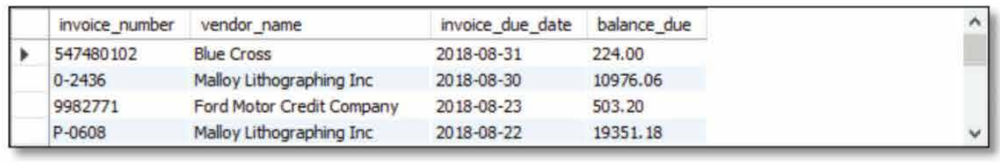 invoice_number vendor_name invoice_due_date balance_due
547480102 Blue Cross 2018-08-31 224.00
0-2436 Malloy Lithographing Inc 2018-08-30 10976.06
9982771 Ford Motor Credit Company 2018-08-23 503.20
P-0608 Malloy Lithographing Inc 2018-08-22 19351.18